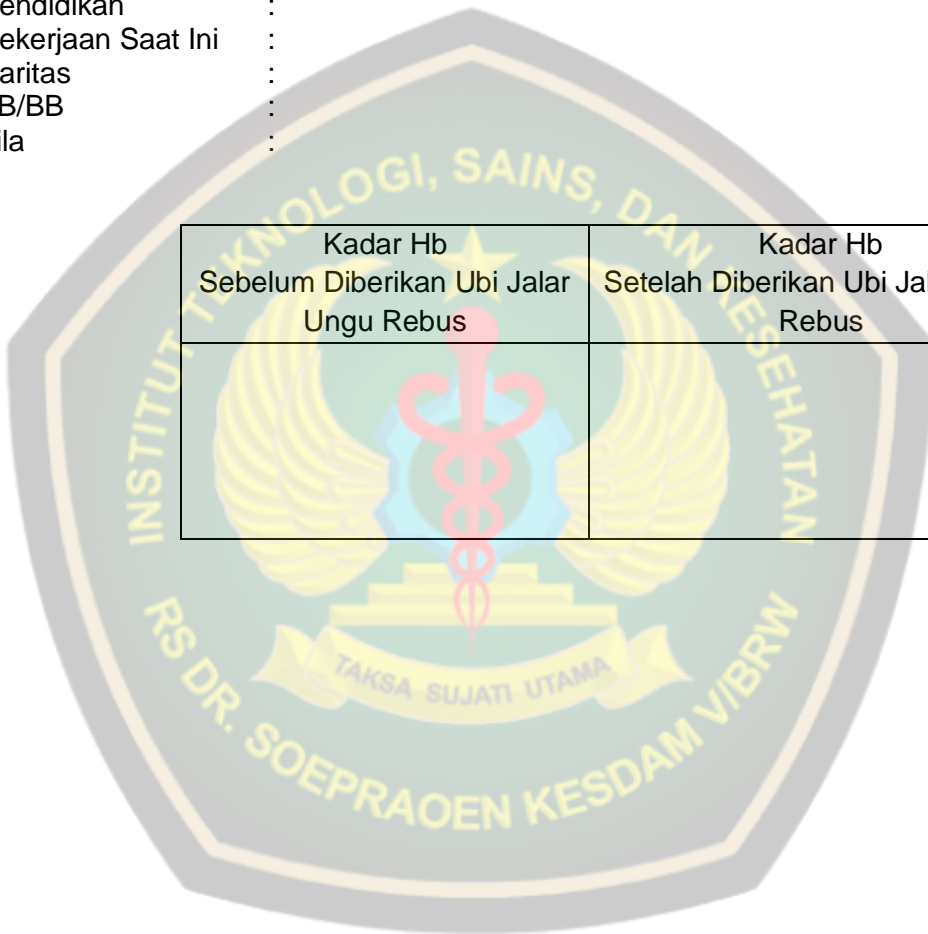 endidikan :
ekerjaan Saat Ini :
aritas :
B/BB :
ila :
Kadar Hb
Sebelum Diberikan Ubi Jalar
Ungu Rebus
Kadar Hb
Setelah Diberikan Ubi Jal
Rebus
INSTITUT TEKNOLOGI, SAINS, DAN KESEHATAN
TAKSA SUJATI UTAMA
RS DR. SOEPRAOEN KESDAM V/BRW